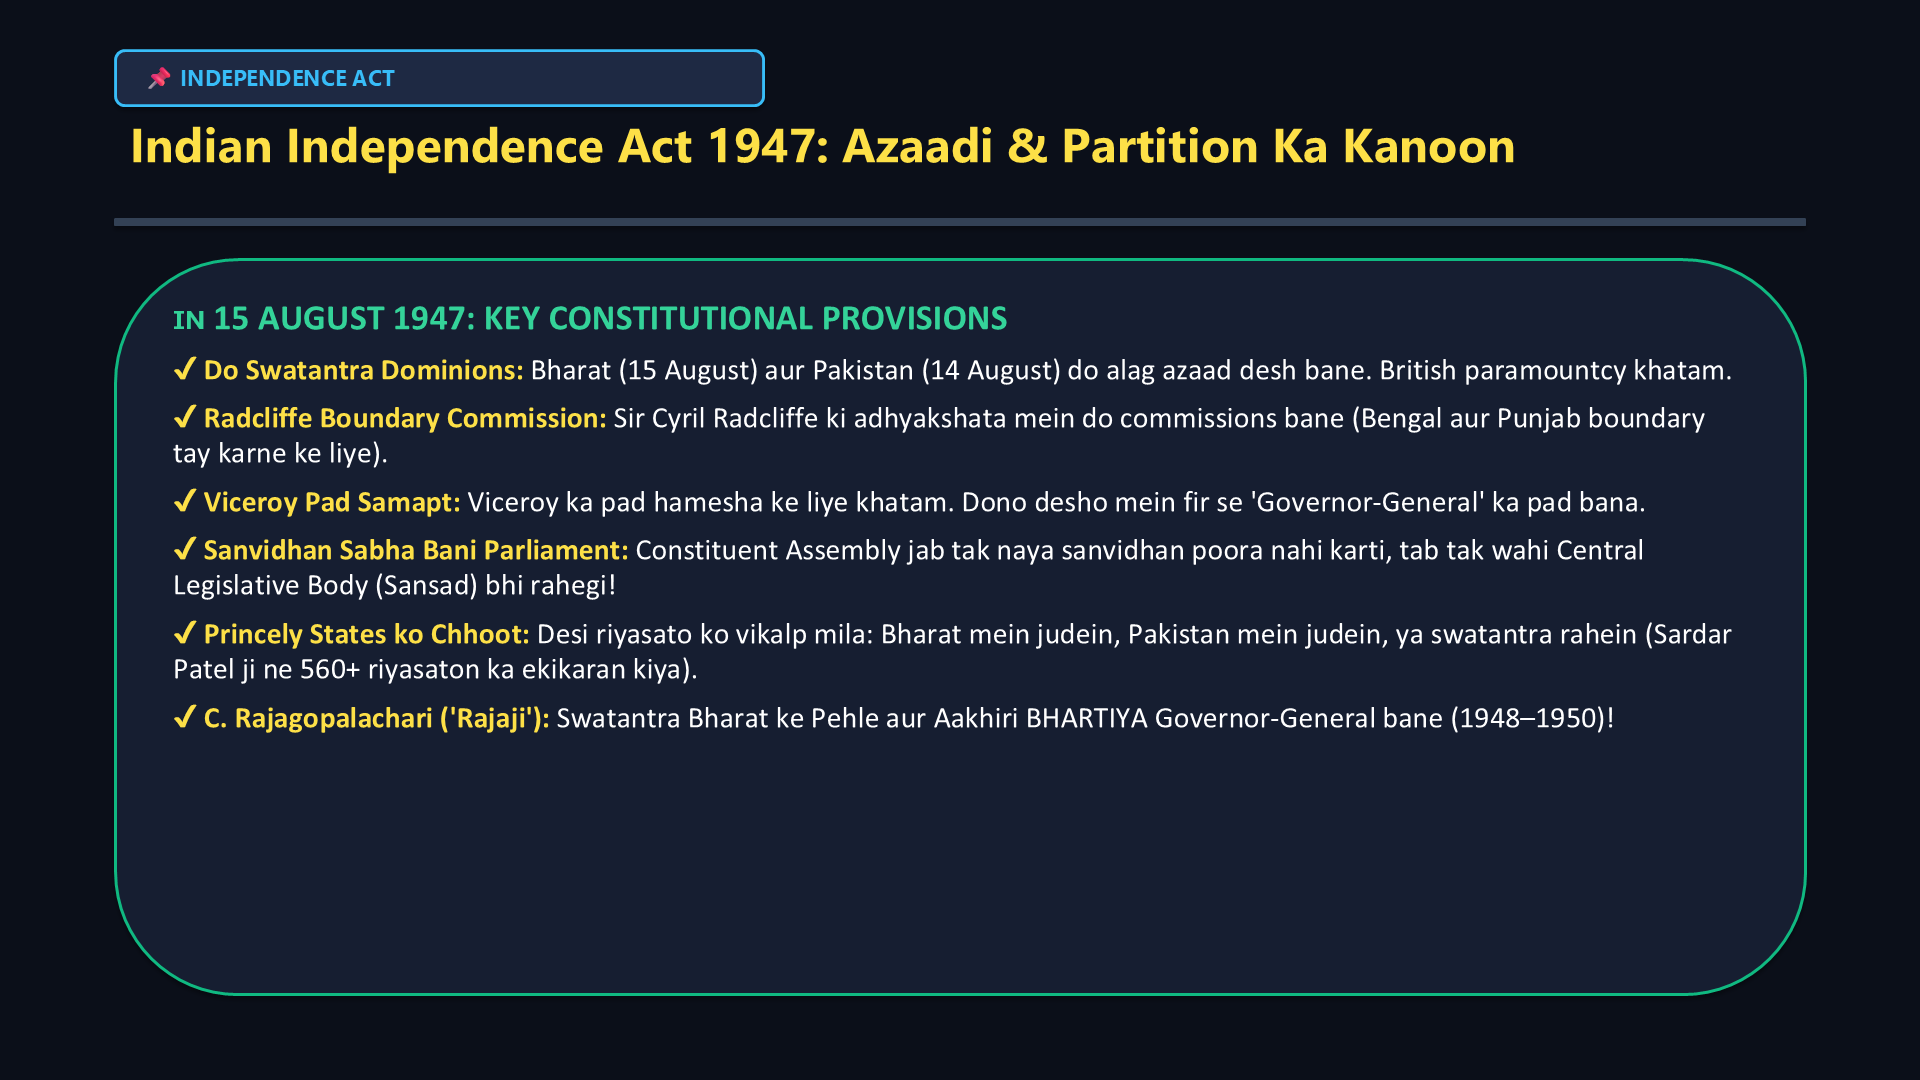 📌 INDEPENDENCE ACT
Indian Independence Act 1947: Azaadi & Partition Ka Kanoon
IN 15 AUGUST 1947: KEY CONSTITUTIONAL PROVISIONS
✔ Do Swatantra Dominions: Bharat (15 August) aur Pakistan (14 August) do alag azaad desh bane. British paramountcy khatam.
✔ Radcliffe Boundary Commission: Sir Cyril Radcliffe ki adhyakshata mein do commissions bane (Bengal aur Punjab boundary
tay karne ke liye).
✔ Viceroy Pad Samapt: Viceroy ka pad hamesha ke liye khatam. Dono desho mein fir se 'Governor-General' ka pad bana.
✔ Sanvidhan Sabha Bani Parliament: Constituent Assembly jab tak naya sanvidhan poora nahi karti, tab tak wahi Central
Legislative Body (Sansad) bhi rahegi!
✔ Princely States ko Chhoot: Desi riyasato ko vikalp mila: Bharat mein judein, Pakistan mein judein, ya swatantra rahein (Sardar
Patel ji ne 560+ riyasaton ka ekikaran kiya).
✔ C. Rajagopalachari ('Rajaji'): Swatantra Bharat ke Pehle aur Aakhiri BHARTIYA Governor-General bane (1948–1950)!